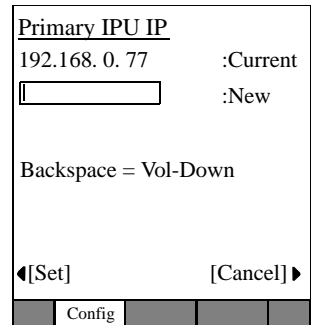 Primary IPU IP
192.168. 0. 77 :Current
:New
Backspace = Vol-Down
[Set] [Cancel]
Config